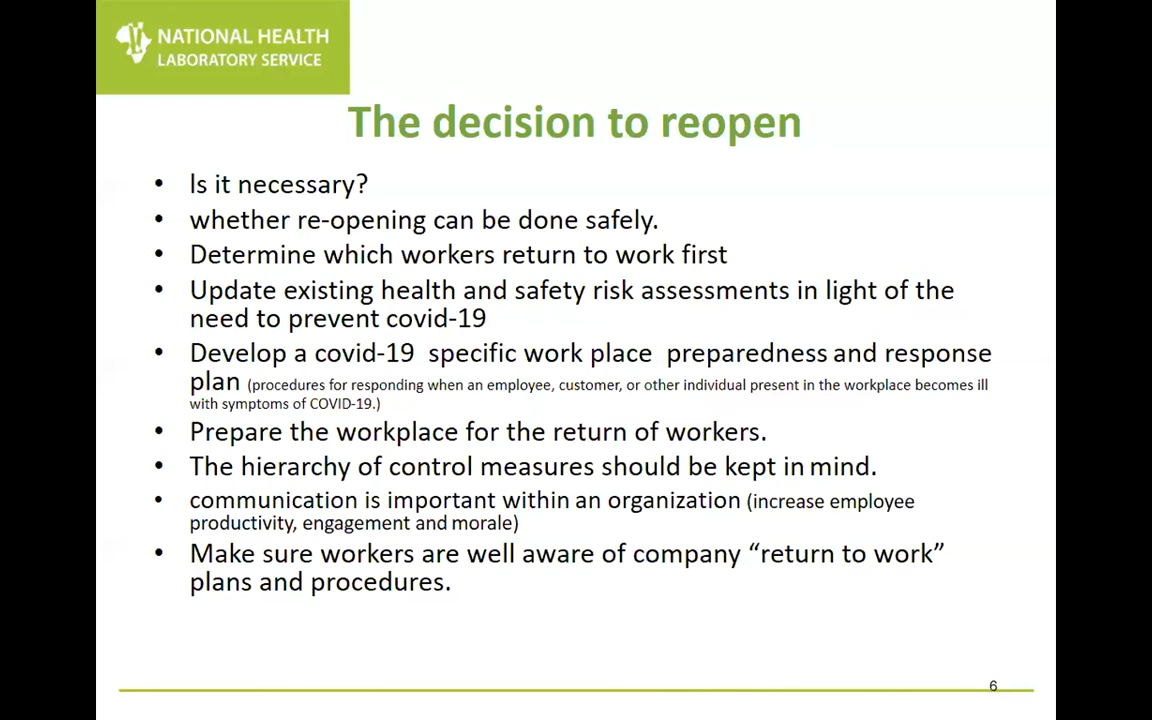 NATIONAL HEALTH
LABORATORY SERVICE
The decision to reopen
• Is it necessary?
• whether re-opening can be done safely.
• Determine which workers return to work first
• Update existing health and safety risk assessments in light of the
need to prevent covid-19
• Develop a covid-19 specific work place preparedness and response
plan (procedures for responding when an employee, customer, or other individual present in the workplace becomes ill
with symptoms of COVID-19.)
• Prepare the workplace for the return of workers.
• The hierarchy of control measures should be kept in mind.
• communication is important within an organization (increase employee
productivity, engagement and morale)
• Make sure workers are well aware of company “return to work”
plans and procedures.
6